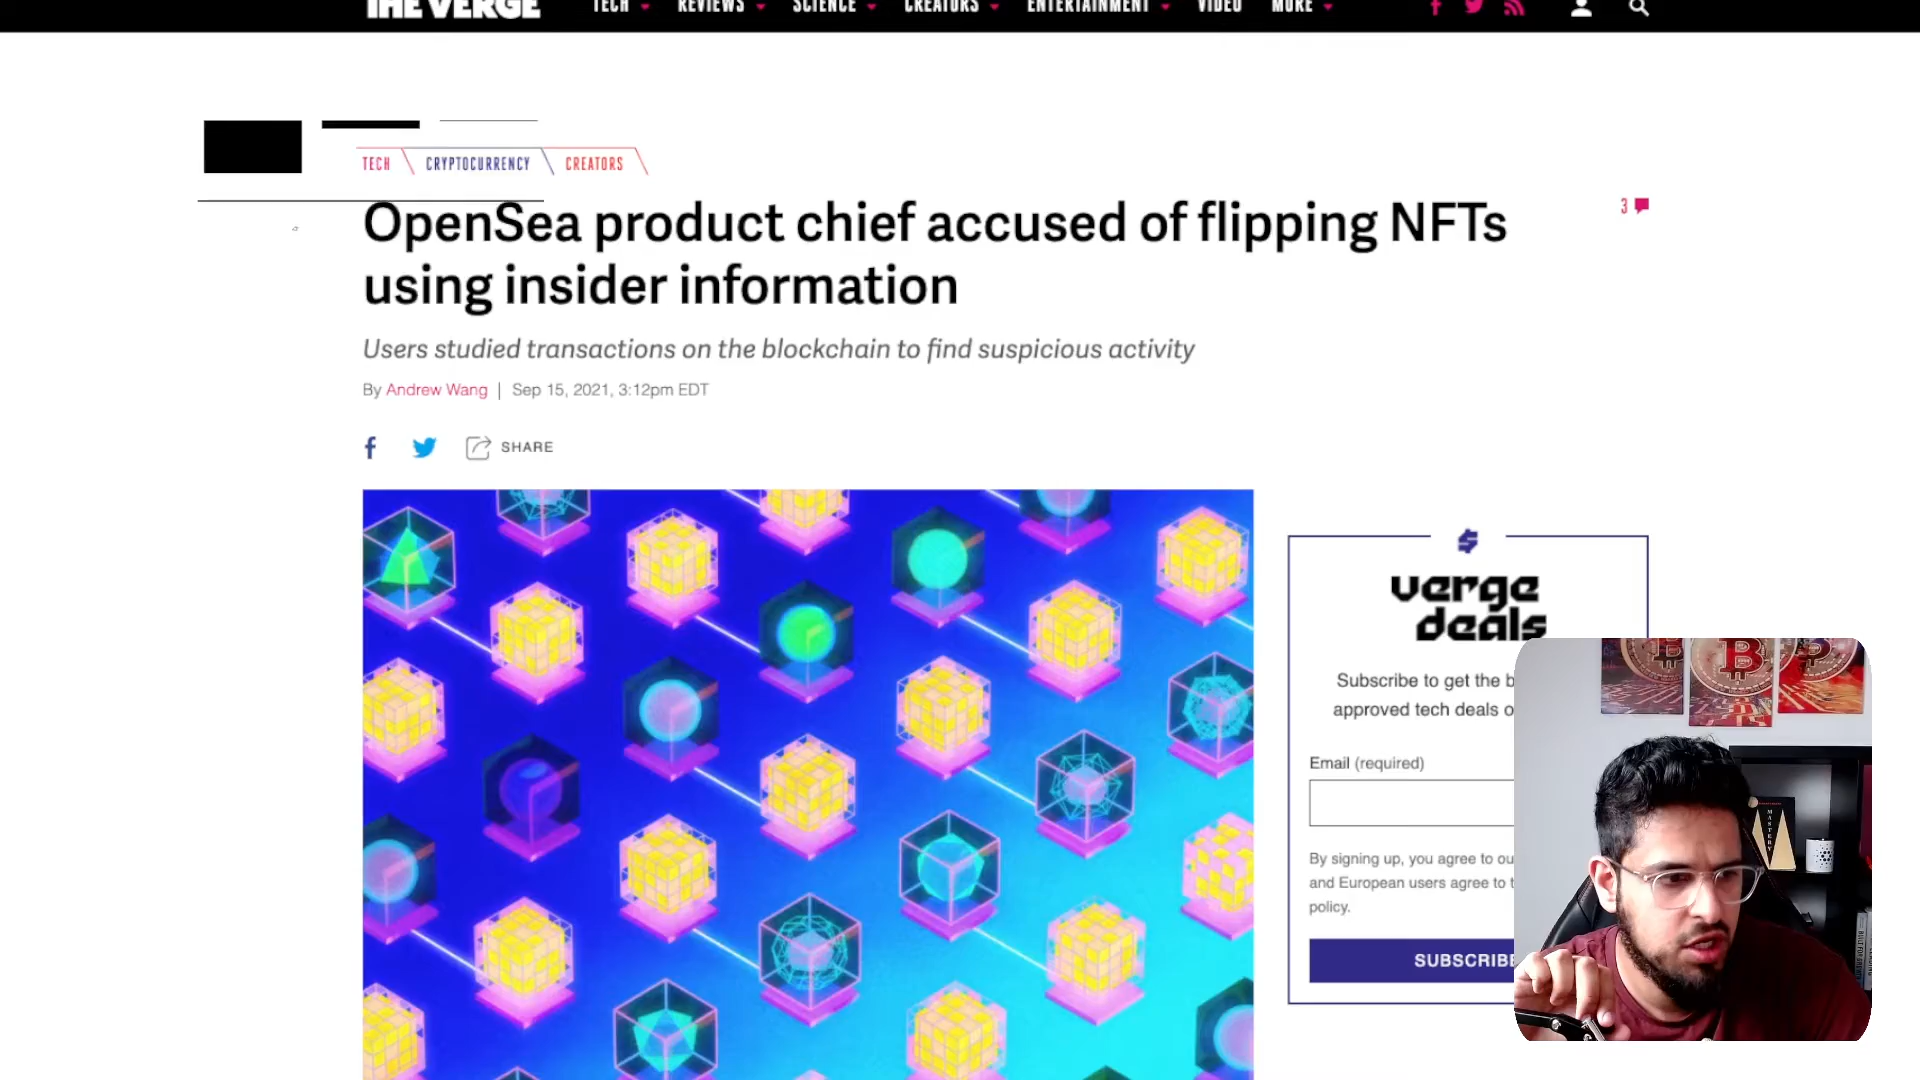 THE VERGE
TECH REVIEWS SCIENCE CREATORS ENTERTAINMENT VIDEO MORE
TECH CRYPTOCURRENCY CREATORS
OpenSea product chief accused of flipping NFTs
using insider information
3
Users studied transactions on the blockchain to find suspicious activity
By Andrew Wang | Sep 15, 2021, 3:12pm EDT
SHARE
verge
deals
Subscribe to get the b
approved tech deals o
Email (required)
By signing up, you agree to ou
and European users agree to t
policy.
SUBSCRIBE
MASTERY